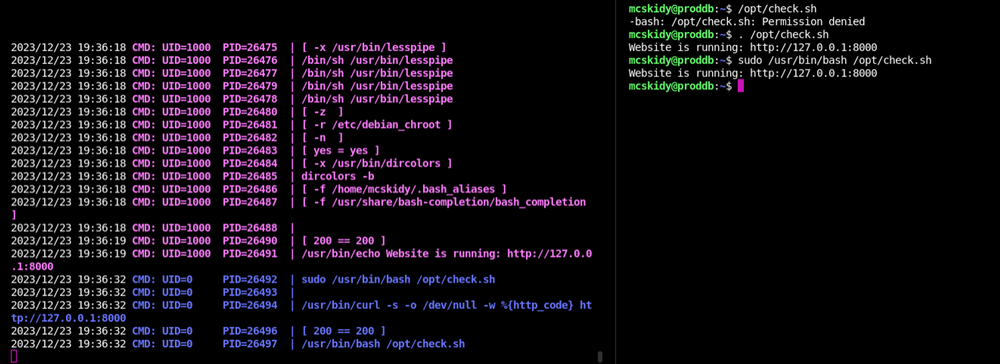 2023/12/23 19:36:18 CMD: UID=1000  PID=26475  | [ -x /usr/bin/lesspipe ]
2023/12/23 19:36:18 CMD: UID=1000  PID=26476  | /bin/sh /usr/bin/lesspipe
2023/12/23 19:36:18 CMD: UID=1000  PID=26477  | /bin/sh /usr/bin/lesspipe
2023/12/23 19:36:18 CMD: UID=1000  PID=26479  | /bin/sh /usr/bin/lesspipe
2023/12/23 19:36:18 CMD: UID=1000  PID=26478  | /bin/sh /usr/bin/lesspipe
2023/12/23 19:36:18 CMD: UID=1000  PID=26480  | [ -z  ]
2023/12/23 19:36:18 CMD: UID=1000  PID=26481  | [ -r /etc/debian_chroot ]
2023/12/23 19:36:18 CMD: UID=1000  PID=26482  | [ -n  ]
2023/12/23 19:36:18 CMD: UID=1000  PID=26483  | [ yes = yes ]
2023/12/23 19:36:18 CMD: UID=1000  PID=26484  | [ -x /usr/bin/dircolors ]
2023/12/23 19:36:18 CMD: UID=1000  PID=26485  | dircolors -b
2023/12/23 19:36:18 CMD: UID=1000  PID=26486  | [ -f /home/mcskidy/.bash_aliases ]
2023/12/23 19:36:18 CMD: UID=1000  PID=26487  | [ -f /usr/share/bash-completion/bash_completion
]
2023/12/23 19:36:18 CMD: UID=1000  PID=26488  |
2023/12/23 19:36:19 CMD: UID=1000  PID=26490  | [ 200 == 200 ]
2023/12/23 19:36:19 CMD: UID=1000  PID=26491  | /usr/bin/echo Website is running: http://127.0.0
.1:8000
2023/12/23 19:36:32 CMD: UID=0     PID=26492  | sudo /usr/bin/bash /opt/check.sh
2023/12/23 19:36:32 CMD: UID=0     PID=26493  |
2023/12/23 19:36:32 CMD: UID=0     PID=26494  | /usr/bin/curl -s -o /dev/null -w %{http_code} ht
tp://127.0.0.1:8000
2023/12/23 19:36:32 CMD: UID=0     PID=26496  | [ 200 == 200 ]
2023/12/23 19:36:32 CMD: UID=0     PID=26497  | /usr/bin/bash /opt/check.sh
mcskidy@proddb:~$ /opt/check.sh
-bash: /opt/check.sh: Permission denied
mcskidy@proddb:~$ . /opt/check.sh
Website is running: http://127.0.0.1:8000
mcskidy@proddb:~$ sudo /usr/bin/bash /opt/check.sh
Website is running: http://127.0.0.1:8000
mcskidy@proddb:~$